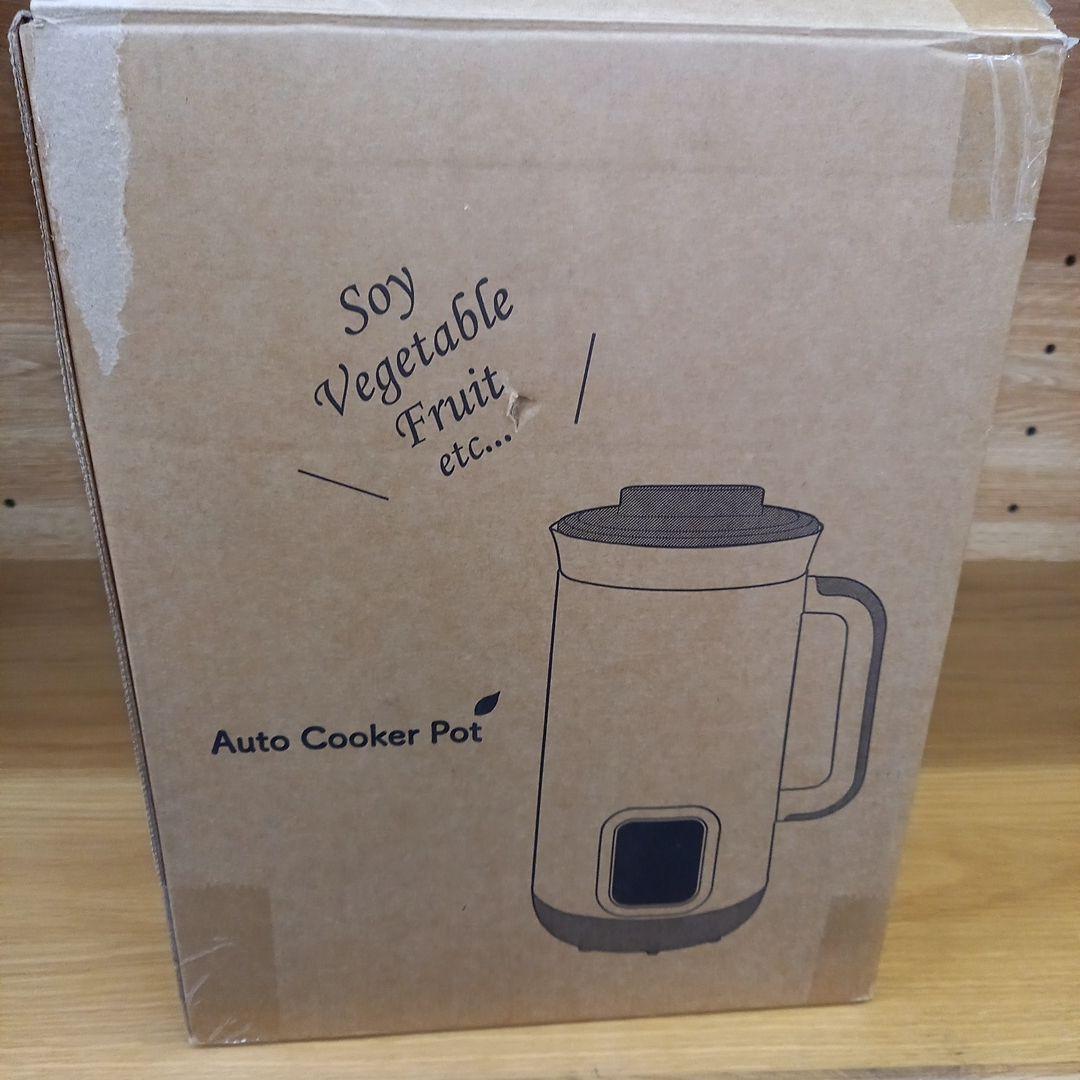 Soy
Vegetable
Fruit
etc...
Auto Cooker Pot